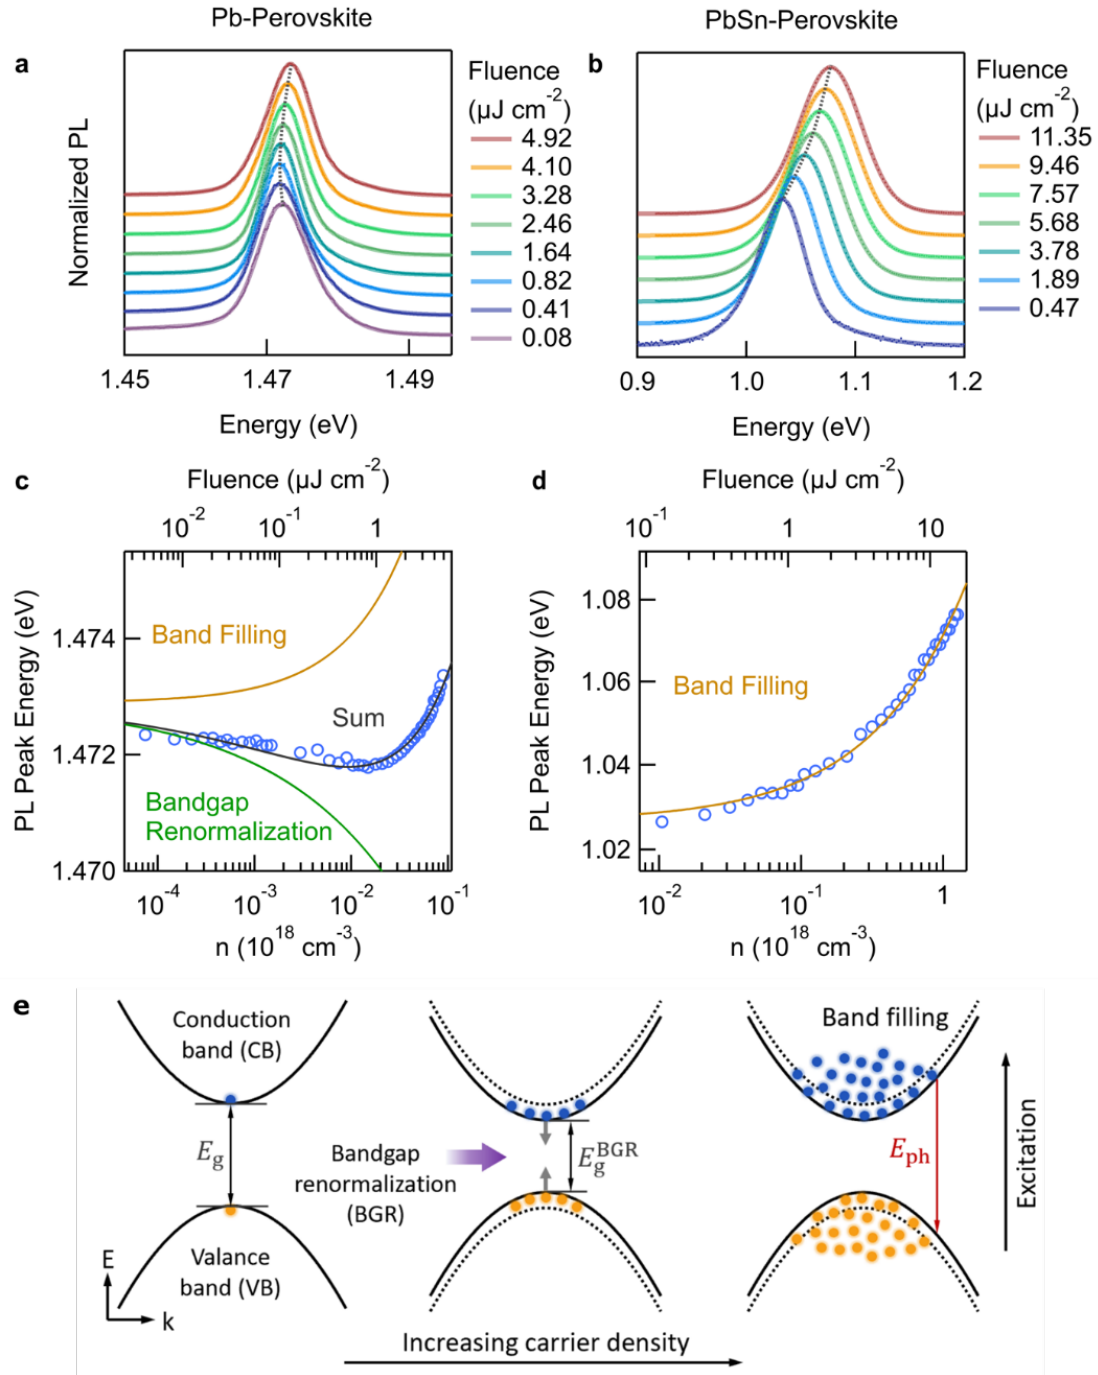 Pb-Perovskite
PbSn-Perovskite
a
Normalized PL
1.45
1.47
1.49
Energy (eV)
Fluence
(µJ cm-2)
4.92
4.10
3.28
2.46
1.64
0.82
0.41
0.08
b
0.9
1.0
1.1
1.2
Energy (eV)
Fluence
(µJ cm-2)
11.35
9.46
7.57
5.68
3.78
1.89
0.47
c
Fluence (µJ cm-2)
10-2
10-1
1
PL Peak Energy (eV)
1.474
1.472
1.470
Band Filling
Sum
Bandgap
Renormalization
10-4
10-3
10-2
10-1
n (1018 cm-3)
d
Fluence (µJ cm-2)
10-1
1
10
PL Peak Energy (eV)
1.08
1.06
1.04
1.02
Band Filling
10-2
10-1
1
n (1018 cm-3)
e
Conduction
band (CB)
Eg
Valance
band (VB)
E
k
Bandgap
renormalization
(BGR)
EgBGR
Band filling
Eph
Excitation
Increasing carrier density